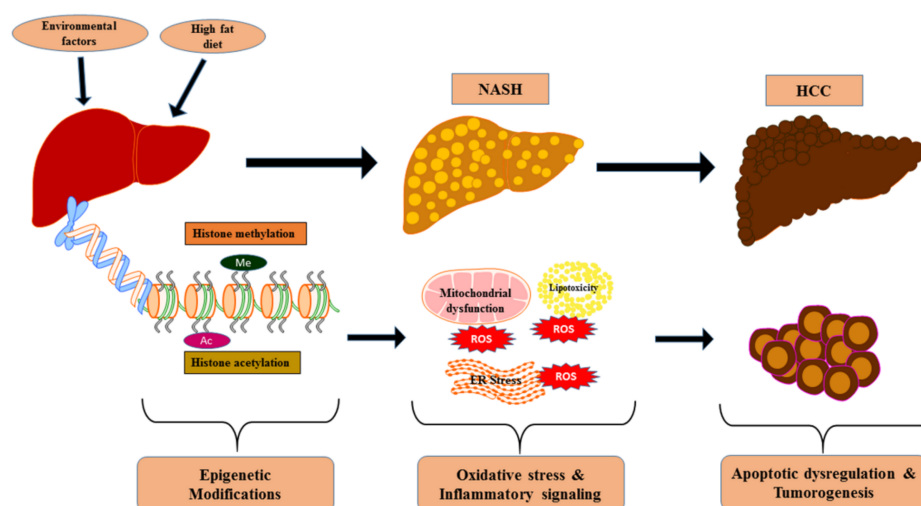 Environmental
factors
High fat
diet
NASH
HCC
Histone methylation
Me
Ac
Histone acetylation
Mitochondrial
dysfunction
Lipotoxicity
ROS
ROS
ER Stress
ROS
Epigenetic
Modifications
Oxidative stress &
Inflammatory signaling
Apoptotic dysregulation &
Tumorogenesis